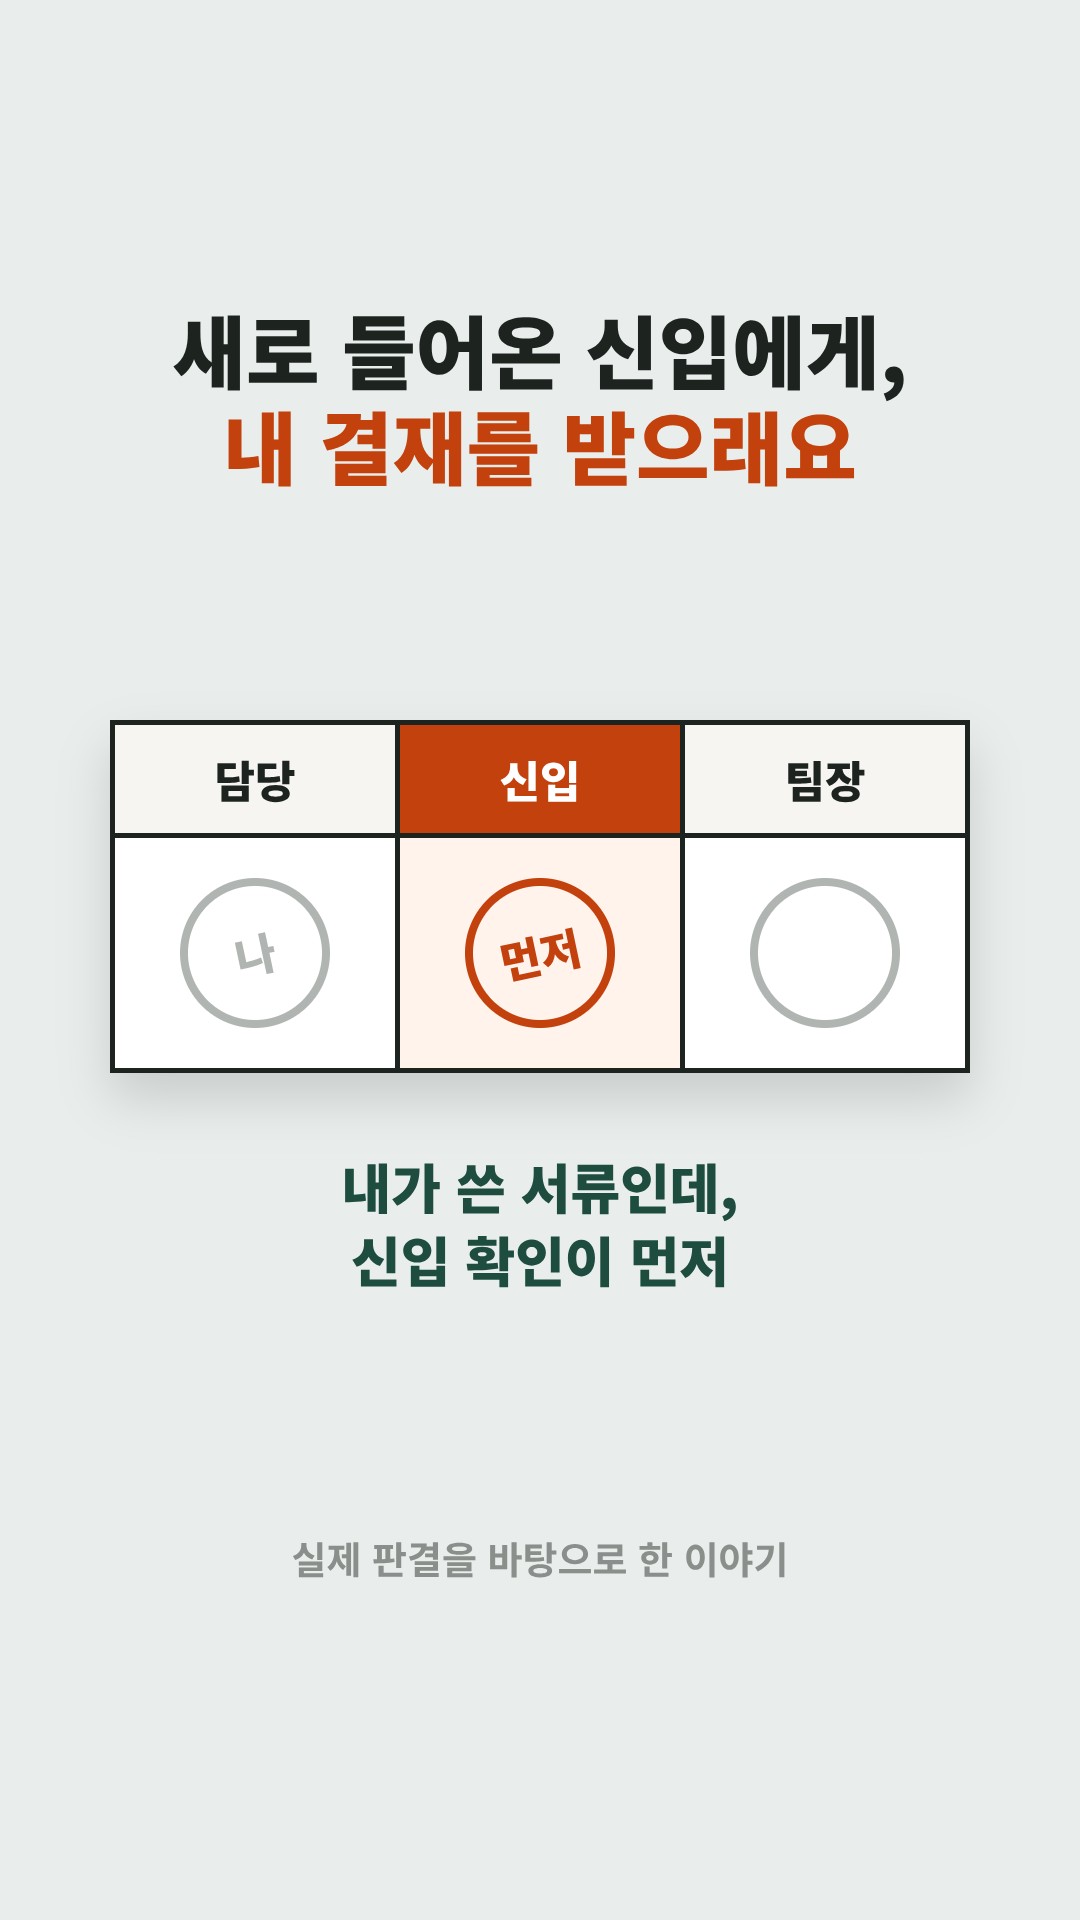 새로 들어온 신입에게,
내 결재를 받으래요
담당 신입 팀장
나 먼저
내가 쓴 서류인데,
신입 확인이 먼저
실제 판결을 바탕으로 한 이야기